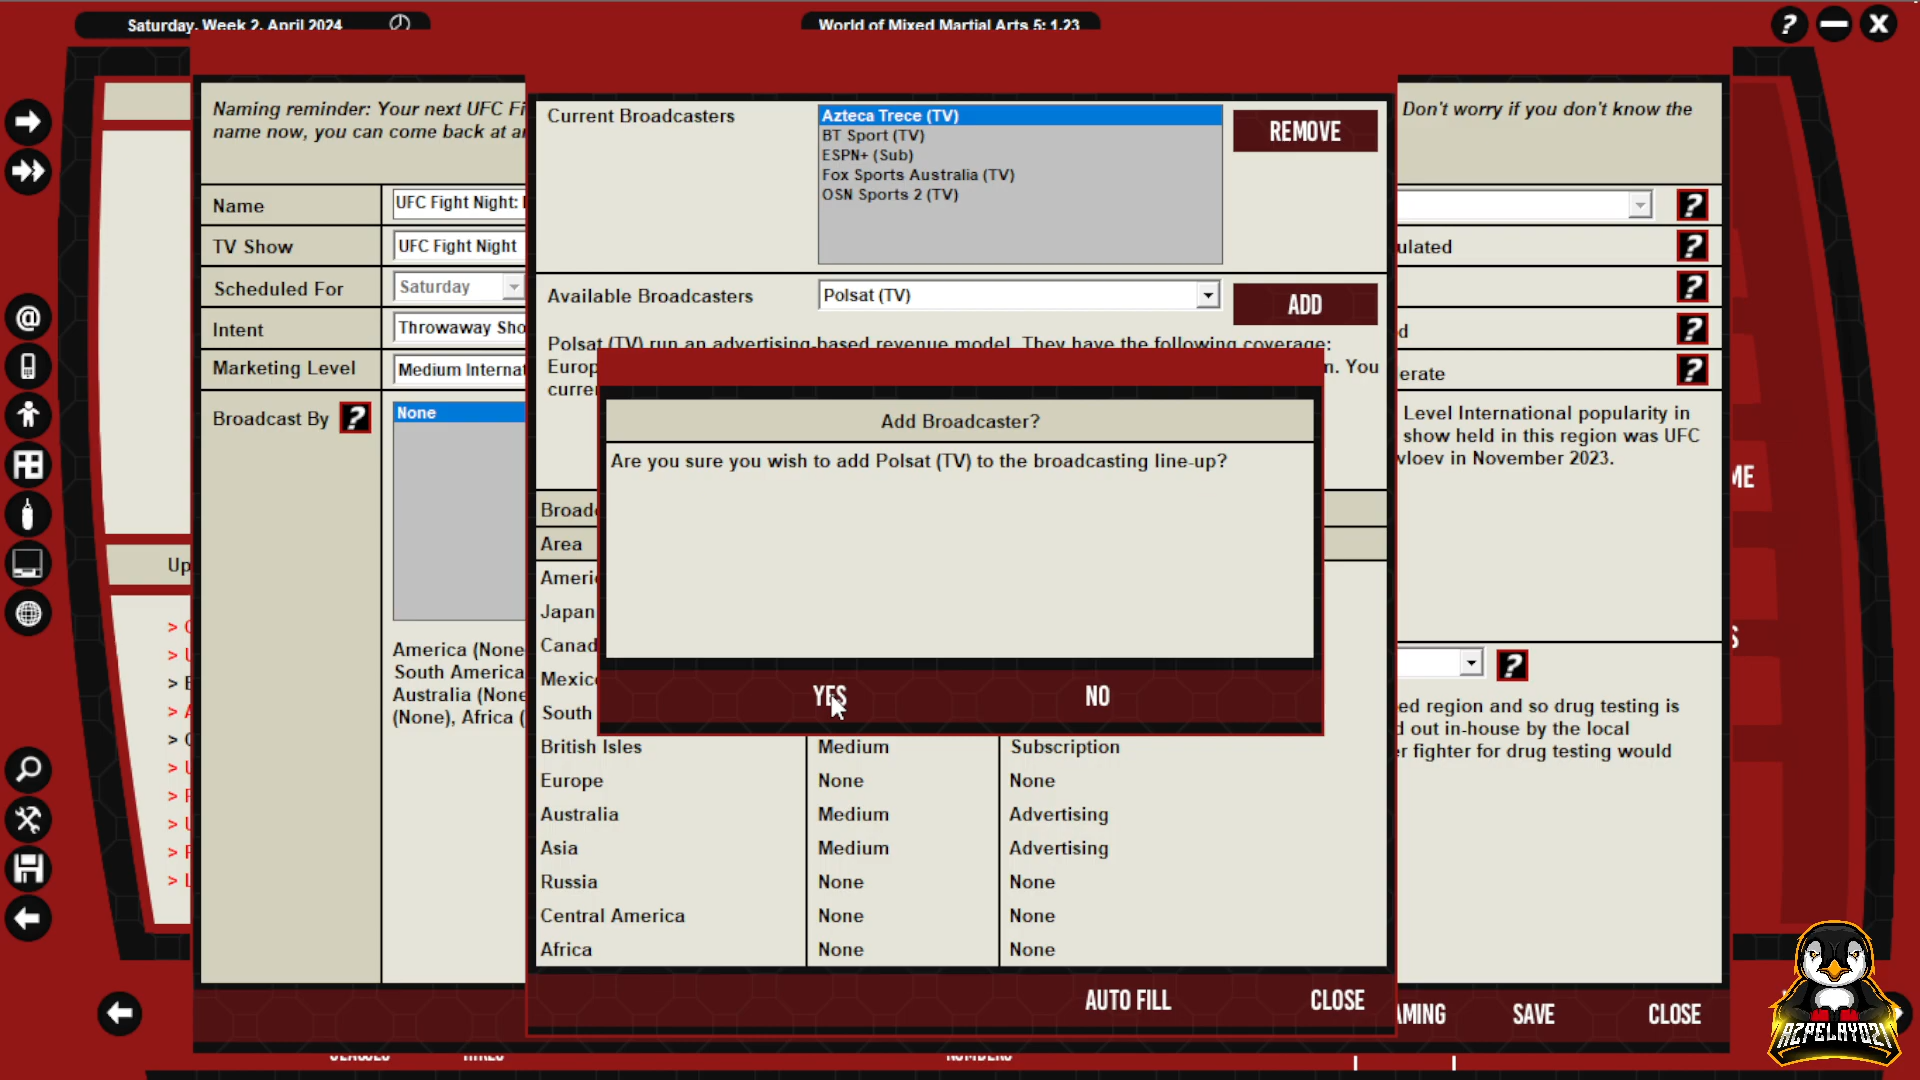 Saturday, Week 2, April 2024
World of Mixed Martial Arts 5: 1.23
Naming reminder: Your next UFC Fi
name now, you can come back at a
Don't worry if you don't know the
Name
UFC Fight Night:
TV Show
UFC Fight Night
Scheduled For
Saturday
Intent
Throwaway Sho
Marketing Level
Medium Internat
Broadcast By
None
America (None
South America
Australia (None
(None), Africa (
Current Broadcasters
Azteca Trece (TV)
BT Sport (TV)
ESPN+ (Sub)
Fox Sports Australia (TV)
OSN Sports 2 (TV)
REMOVE
Available Broadcasters
Polsat (TV)
ADD
Polsat (TV) run an advertising-based revenue model. They have the following coverage:
Europ
n. You
curre
Add Broadcaster?
Are you sure you wish to add Polsat (TV) to the broadcasting line-up?
YES
NO
Broad
Area
Ameri
Japan
Canad
Mexic
South
British Isles Medium Subscription
Europe None None
Australia Medium Advertising
Asia Medium Advertising
Russia None None
Central America None None
Africa None None
AUTO FILL
CLOSE
ulated
d
erate
Level International popularity in
show held in this region was UFC
vloev in November 2023.
ed region and so drug testing is
d out in-house by the local
r fighter for drug testing would
AMING
SAVE
CLOSE
Up
ME
S
AZPELAYO21